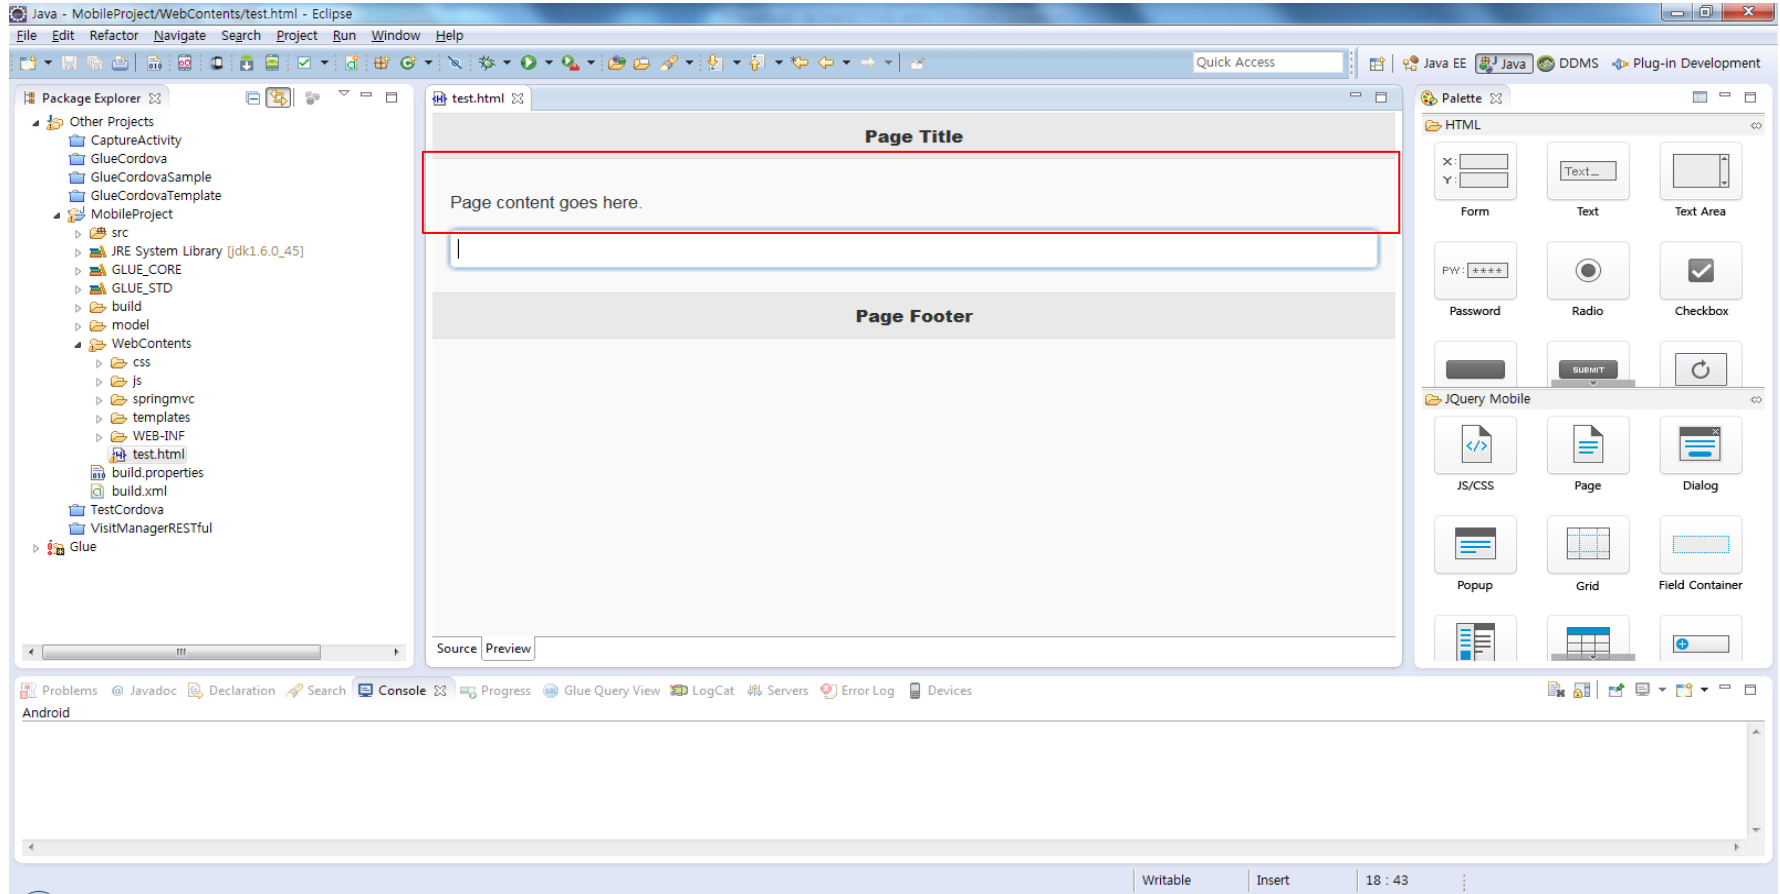 Java - MobileProject/WebContents/test.html - Eclipse
File Edit Refactor Navigate Search Project Run Window Help
Quick Access
Java EE Java DDMS Plug-in Development
Package Explorer
Other Projects
CaptureActivity
GlueCordova
GlueCordovaSample
GlueCordovaTemplate
MobileProject
src
JRE System Library [jdk1.6.0_45]
GLUE_CORE
GLUE_STD
build
model
WebContents
css
js
springmvc
templates
WEB-INF
test.html
build.properties
build.xml
TestCordova
VisitManagerRESTful
Glue
test.html
Page Title
Page content goes here.
Page Footer
Source Preview
Palette
HTML
X:
Y:
Text...
Form Text Text Area
PW: ****
Password Radio Checkbox
SUBMIT
JQuery Mobile
</>
JS/CSS Page Dialog
Popup Grid Field Container
Problems @ Javadoc Declaration Search Console Progress Glue Query View LogCat Servers Error Log Devices
Android
Writable Insert 18 : 43